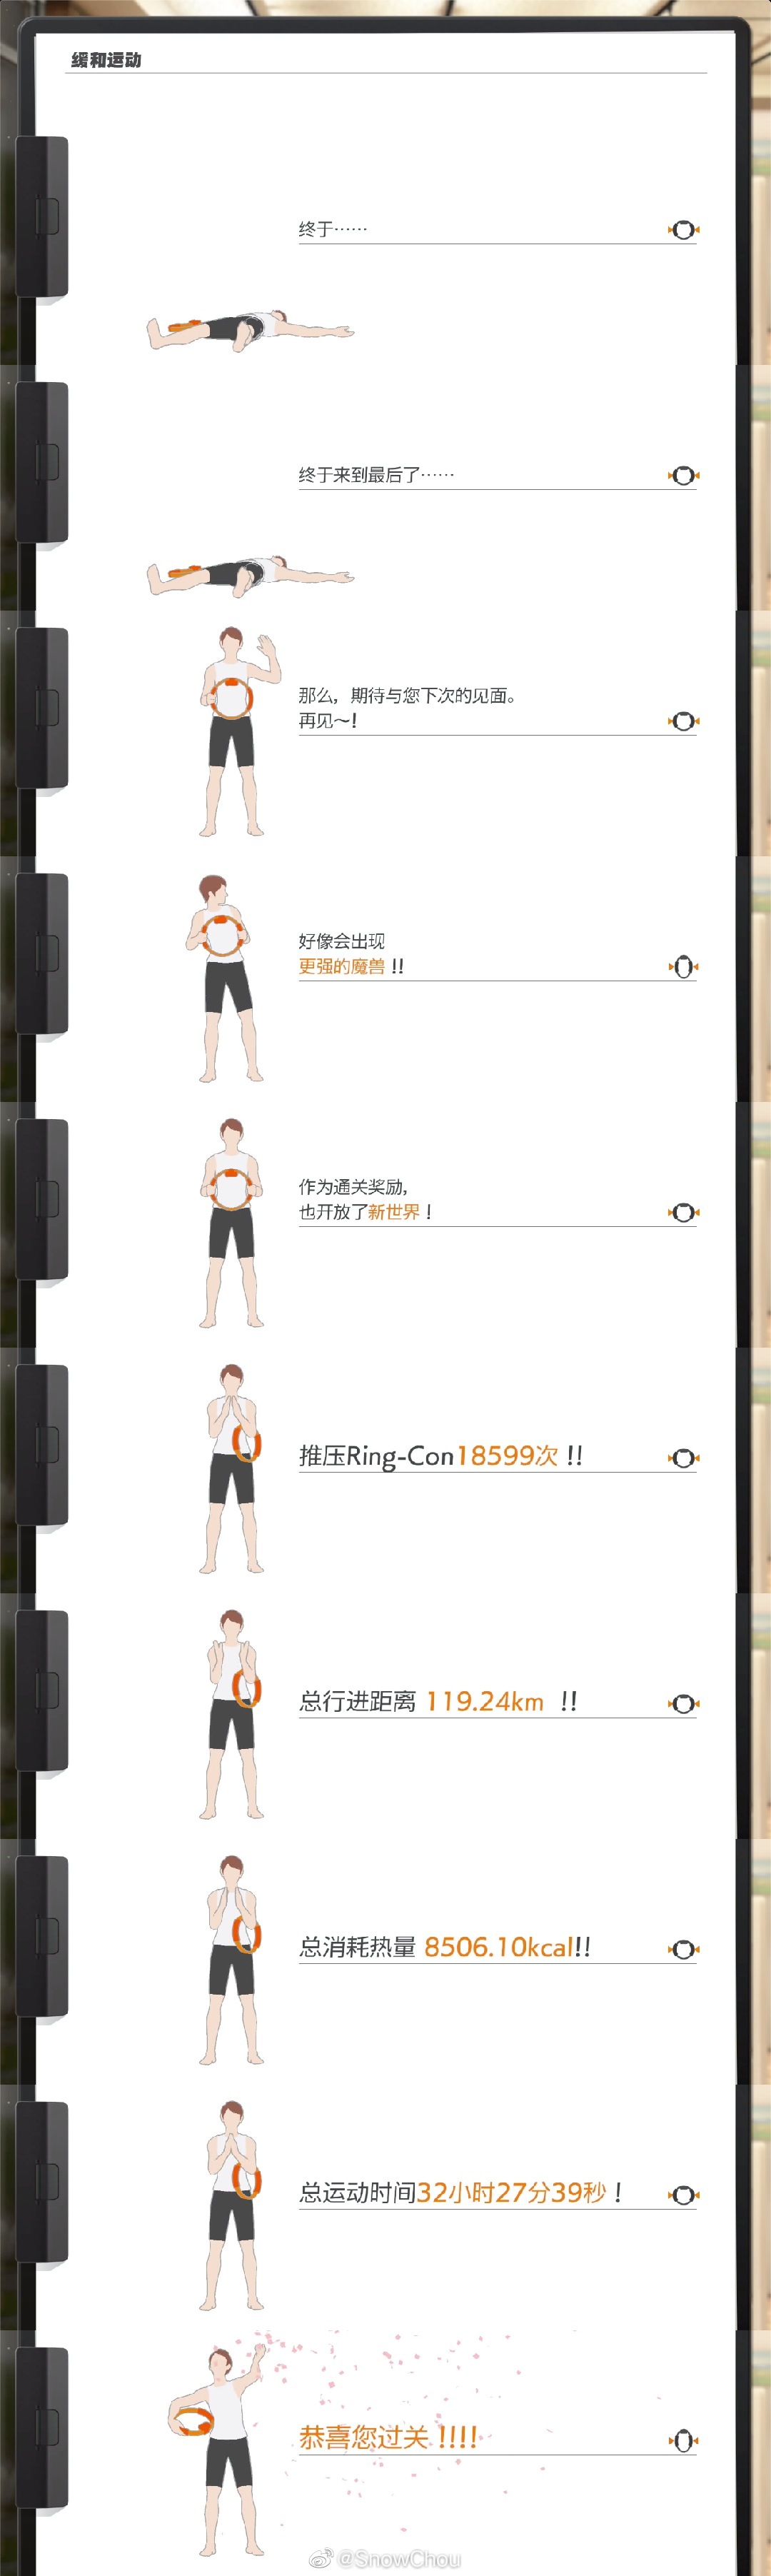 缓和运动
终于……
终于来到最后了……
那么，期待与您下次的见面。
再见～！
好像会出现
更强的魔兽！！
作为通关奖励，
也开放了新世界！
推压Ring-Con18599次！！
总行进距离 119.24km ！！
总消耗热量 8506.10kcal!!
总运动时间32小时27分39秒！
恭喜您过关！！！！
@SnowChou